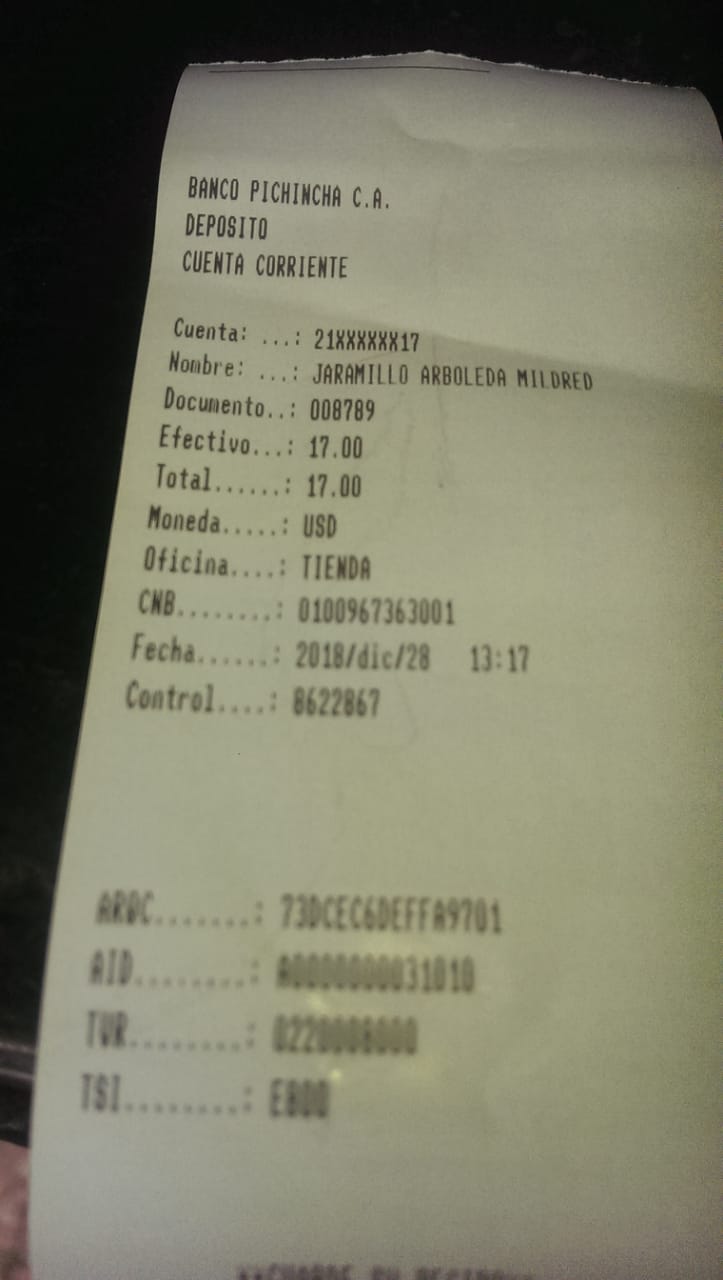 BANCO PICHINCHA C.A.
DEPOSITO
CUENTA CORRIENTE
Cuenta: ...: 21XXXXXX17
Nombre: ...: JARAMILLO ARBOLEDA MILDRED
Documento..: 008789
Efectivo...: 17.00
Total......: 17.00
Moneda.....: USD
Oficina....: TIENDA
CNB........: 0100967363001
Fecha......: 2018/dic/28 13:17
Control....: 8622867
ARQC.......: 73DCEC6DEFFA9701
AID........: A0000000031010
TVR........:
TSI........: E800